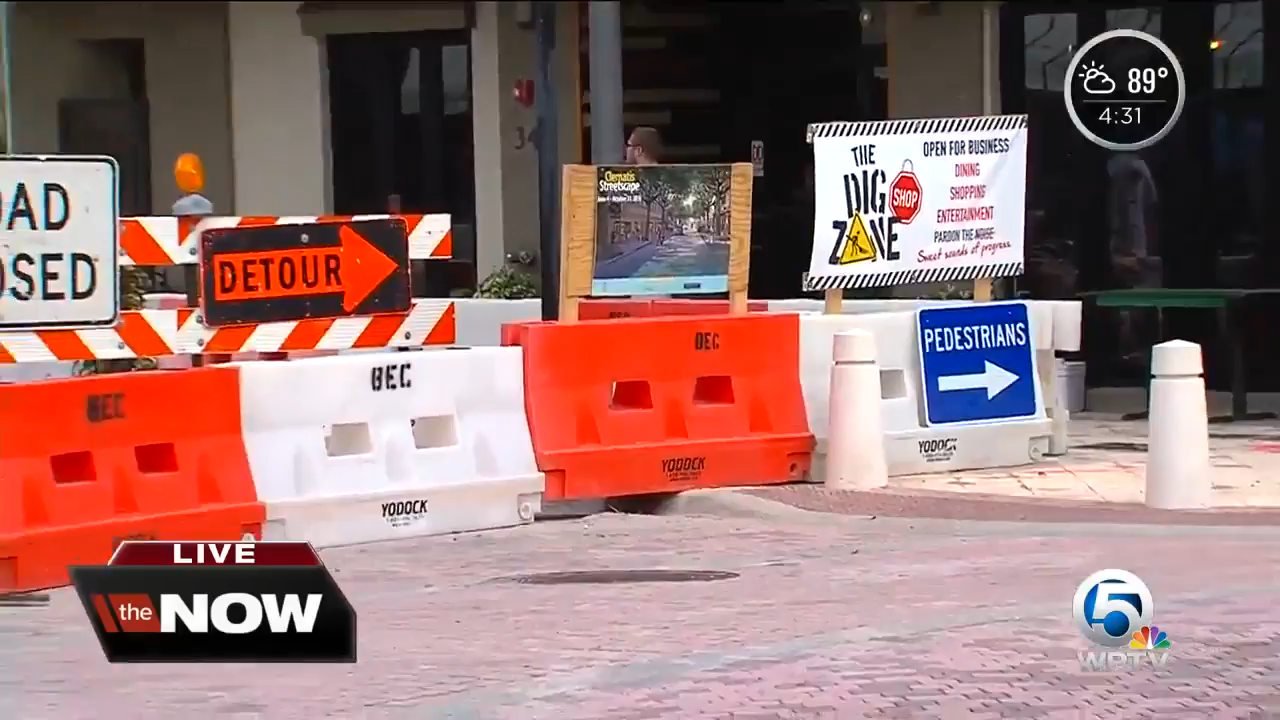 89°
4:31
OAD
OSED
DETOUR
Clematis
Streetscape
THE
DIG
ZONE
SHOP
OPEN FOR BUSINESS
DINING
SHOPPING
ENTERTAINMENT
PARDON THE NOISE
Sweet sounds of progress
PEDESTRIANS
BEC
BEC
DEC
YODOCK
YODOCK
YODOCK
LIVE
the NOW
5
WPTV